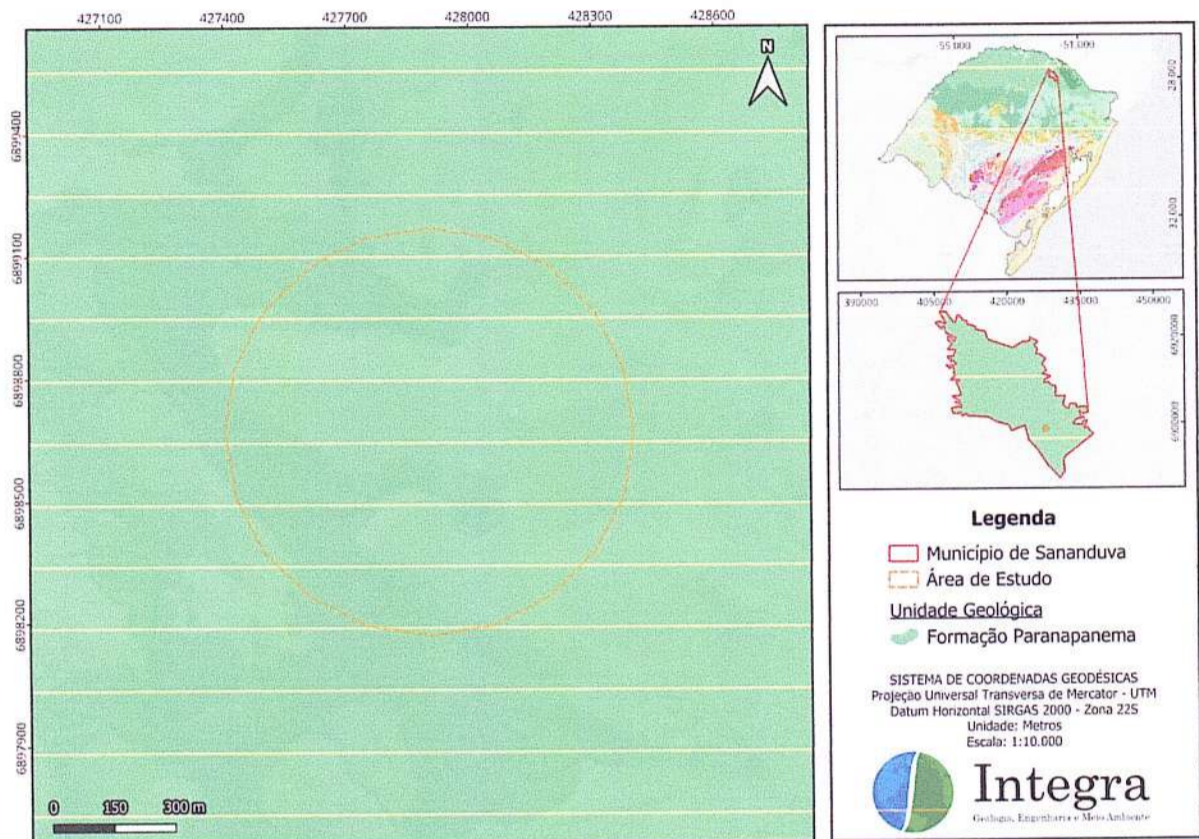 427100 427400 427700 428000 428300 428600
6899400
6899100
6898800
6898500
6898200
6897900
N
0 150 300 m
-55.000 -51.000
-28.000
-32.000
390000 405000 420000 435000 450000
6920000
6900000
Legenda
Município de Sananduva
Área de Estudo
Unidade Geológica
Formação Paranapanema
SISTEMA DE COORDENADAS GEODÉSICAS
Projeção Universal Transversa de Mercator - UTM
Datum Horizontal SIRGAS 2000 - Zona 22S
Unidade: Metros
Escala: 1:10.000
Integra
Geologia, Engenharia e Meio Ambiente